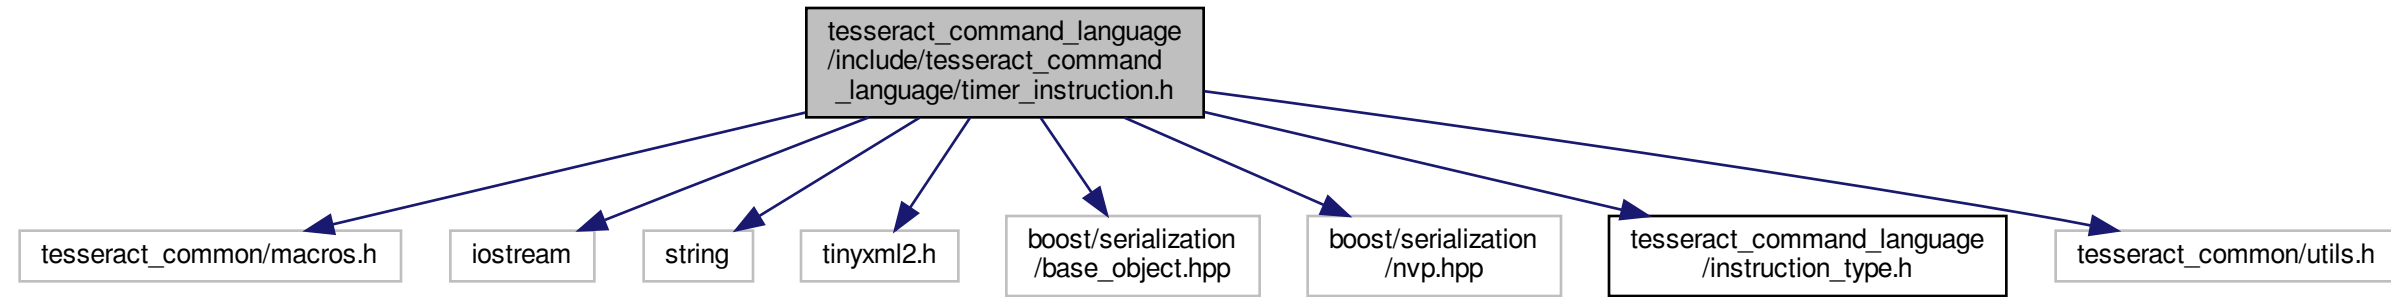 tesseract_command_language
/include/tesseract_command
_language/timer_instruction.h
tesseract_common/macros.h
iostream
string
tinyxml2.h
boost/serialization
/base_object.hpp
boost/serialization
/nvp.hpp
tesseract_command_language
/instruction_type.h
tesseract_common/utils.h